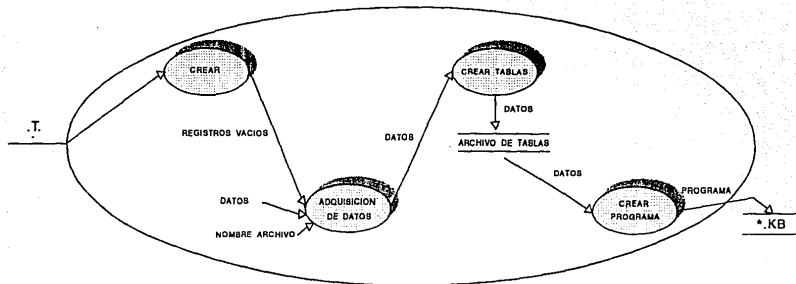 .T.
CREAR
REGISTROS VACIOS
DATOS
NOMBRE ARCHIVO
ADQUISICION
DE DATOS
DATOS
CREAR TABLAS
DATOS
ARCHIVO DE TABLAS
DATOS
CREAR
PROGRAMA
PROGRAMA
*.KB